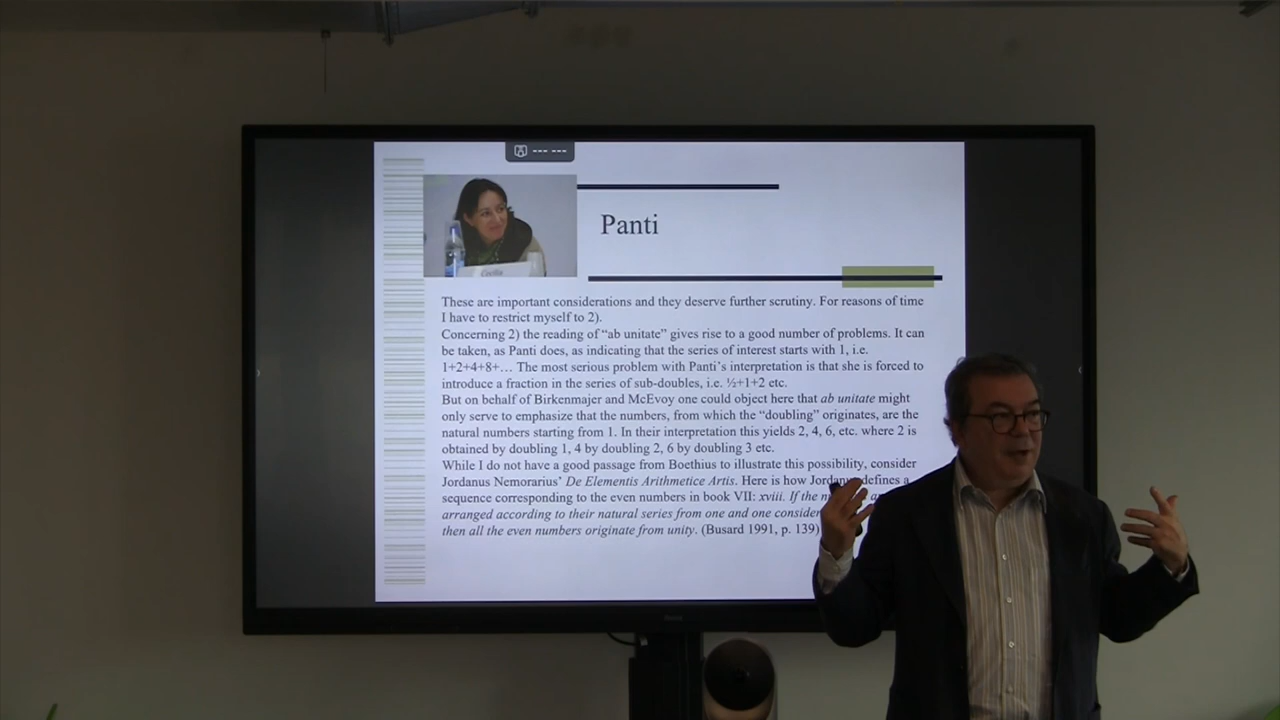 --- ---
Panti
Cecilia
These are important considerations and they deserve further scrutiny. For reasons of time
I have to restrict myself to 2).
Concerning 2) the reading of “ab unitate” gives rise to a good number of problems. It can
be taken, as Panti does, as indicating that the series of interest starts with 1, i.e.
1+2+4+8+… The most serious problem with Panti’s interpretation is that she is forced to
introduce a fraction in the series of sub-doubles, i.e. ½+1+2 etc.
But on behalf of Birkenmajer and McEvoy one could object here that ab unitate might
only serve to emphasize that the numbers, from which the “doubling” originates, are the
natural numbers starting from 1. In their interpretation this yields 2, 4, 6, etc. where 2 is
obtained by doubling 1, 4 by doubling 2, 6 by doubling 3 etc.
While I do not have a good passage from Boethius to illustrate this possibility, consider
Jordanus Nemorarius’ De Elementis Arithmetice Artis. Here is how Jordanus defines a
sequence corresponding to the even numbers in book VII: xviii. If the
arranged according to their natural series from one and one
then all the even numbers originate from unity. (Busard 1991, p. 139)